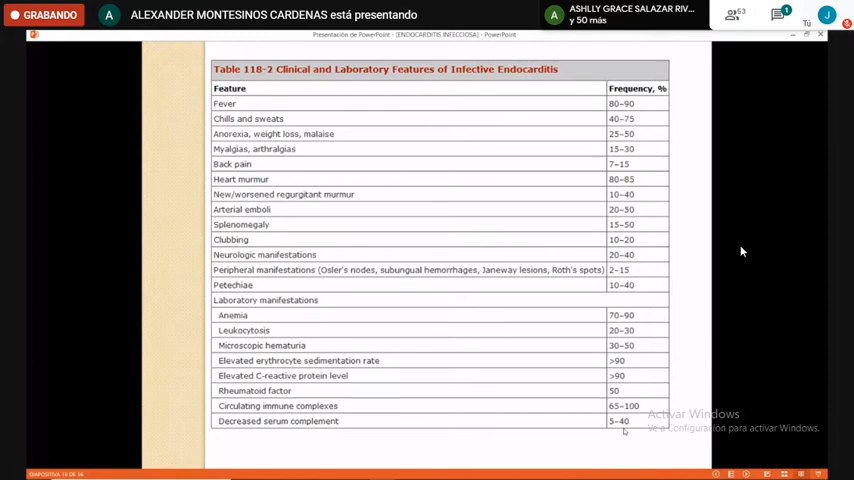 GRABANDO
A
ALEXANDER MONTESINOS CARDENAS está presentando
A
ASHLLY GRACE SALAZAR RIV...
y 50 más
63
1
J
Tú
Presentación de PowerPoint - [ENDOCARDITIS INFECCIOSA] - PowerPoint
Table 118-2 Clinical and Laboratory Features of Infective Endocarditis
Feature Frequency, %
Fever 80–90
Chills and sweats 40–75
Anorexia, weight loss, malaise 25–50
Myalgias, arthralgias 15–30
Back pain 7–15
Heart murmur 80–85
New/worsened regurgitant murmur 10–40
Arterial emboli 20–50
Splenomegaly 15–50
Clubbing 10–20
Neurologic manifestations 20–40
Peripheral manifestations (Osler's nodes, subungual hemorrhages, Janeway lesions, Roth's spots) 2–15
Petechiae 10–40
Laboratory manifestations
Anemia 70–90
Leukocytosis 20–30
Microscopic hematuria 30–50
Elevated erythrocyte sedimentation rate >90
Elevated C-reactive protein level >90
Rheumatoid factor 50
Circulating immune complexes 65–100
Decreased serum complement 5–40
Activar Windows
Ve a Configuración para activar Windows.
DIAPOSITIVA 18 DE 54